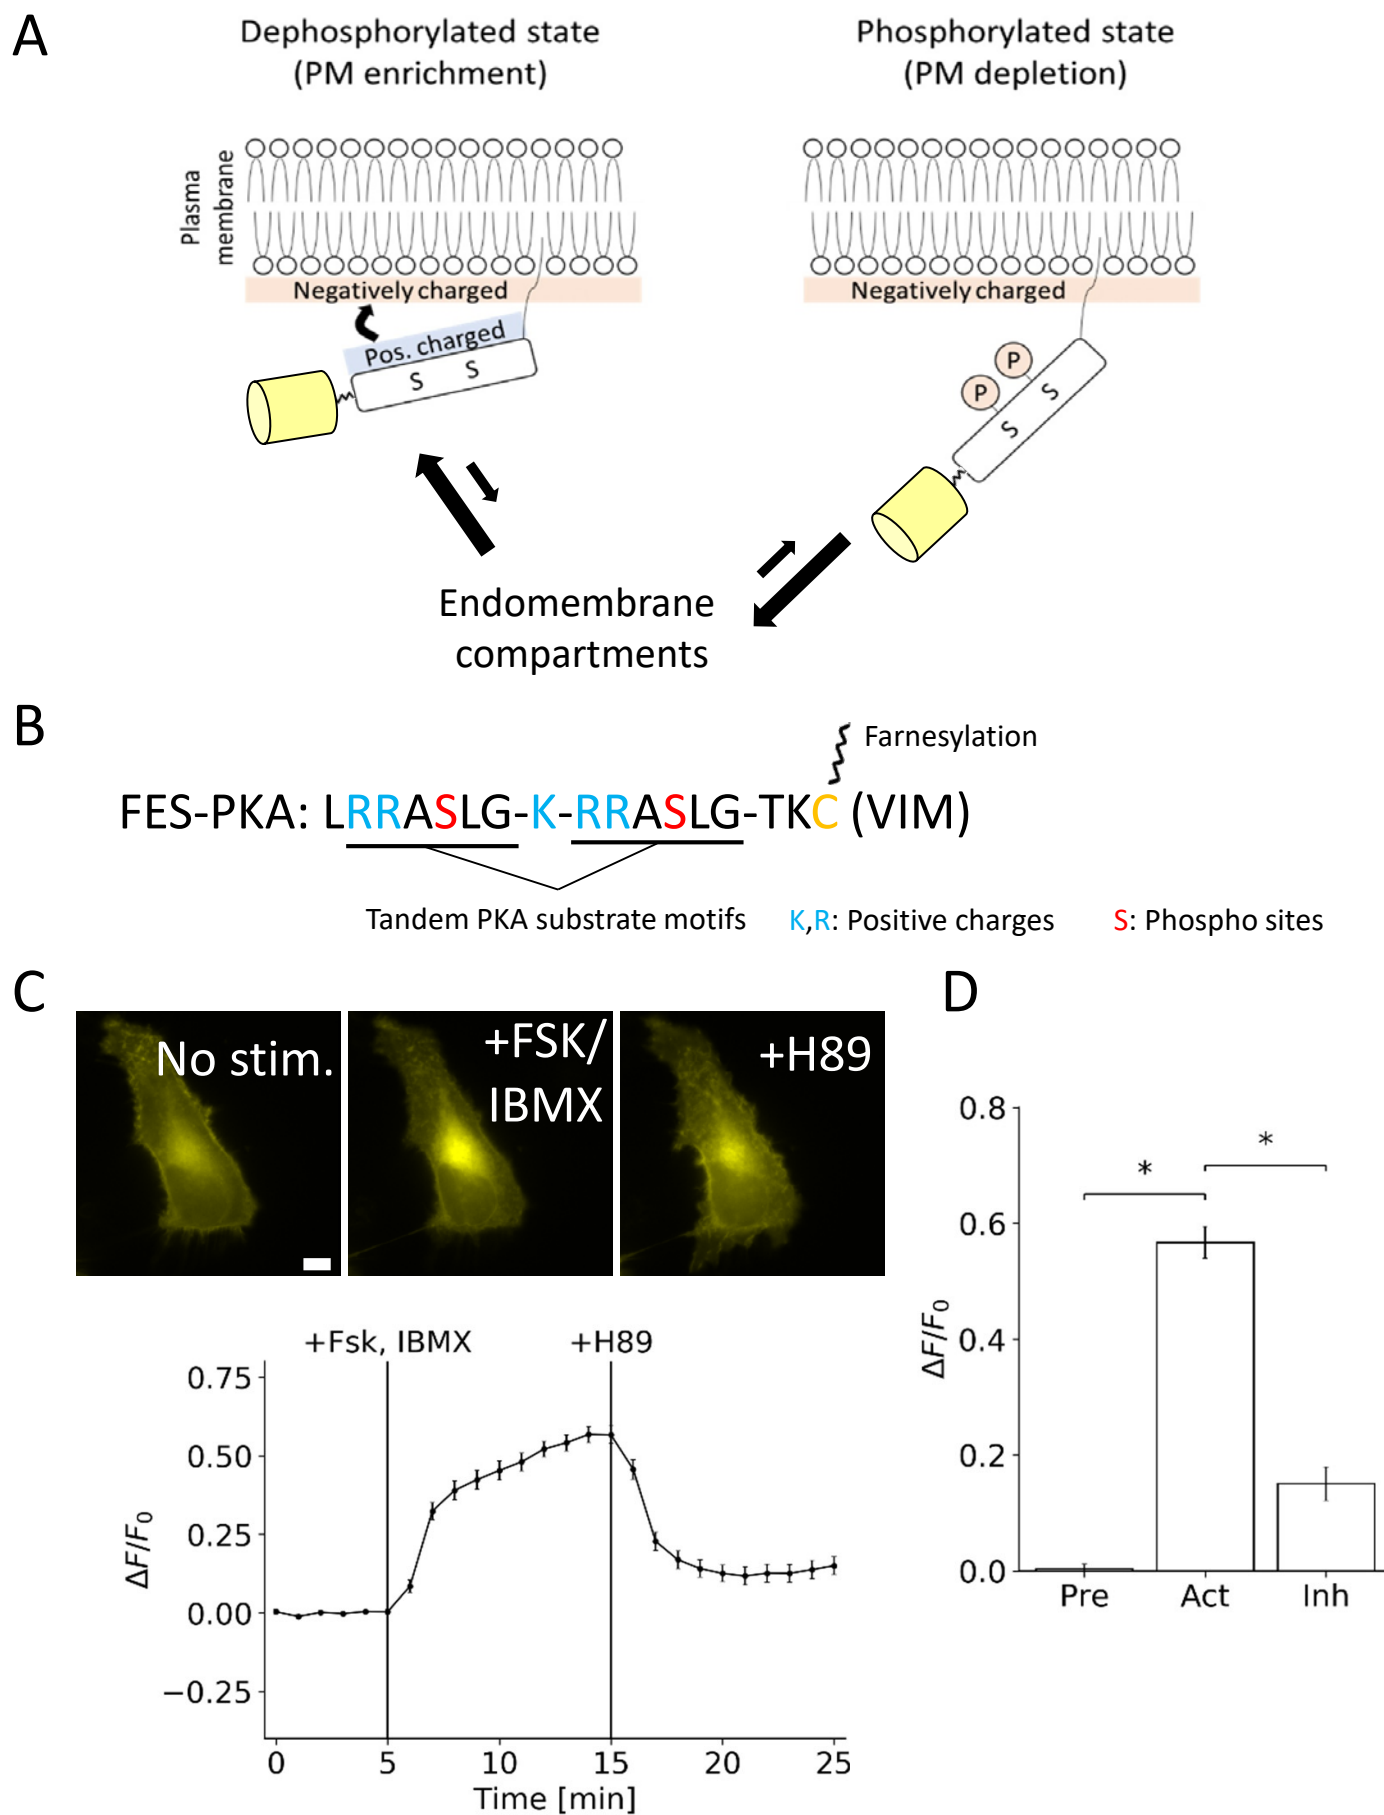 A
Dephosphorylated state
(PM enrichment)
Phosphorylated state
(PM depletion)
Plasma
membrane
Negatively charged
Pos. charged
S S
Negatively charged
P
P
S
S
Endomembrane
compartments
B
Farnesylation
FES-PKA: LRRASLG-K-RRASLG-TKC (VIM)
Tandem PKA substrate motifs
K,R: Positive charges
S: Phospho sites
C
No stim.
+FSK/
IBMX
+H89
+Fsk, IBMX
+H89
0.75
0.50
0.25
0.00
−0.25
ΔF/F₀
0 5 10 15 20 25
Time [min]
D
0.8
0.6
0.4
0.2
0.0
ΔF/F₀
*
*
Pre Act Inh